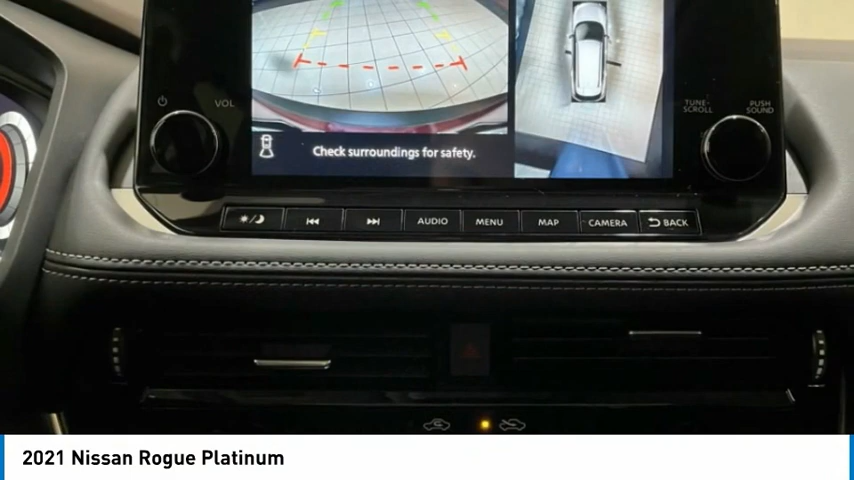 VOL
TUNE-
SCROLL
PUSH
SOUND
Check surroundings for safety.
AUDIO MENU MAP CAMERA BACK
2021 Nissan Rogue Platinum